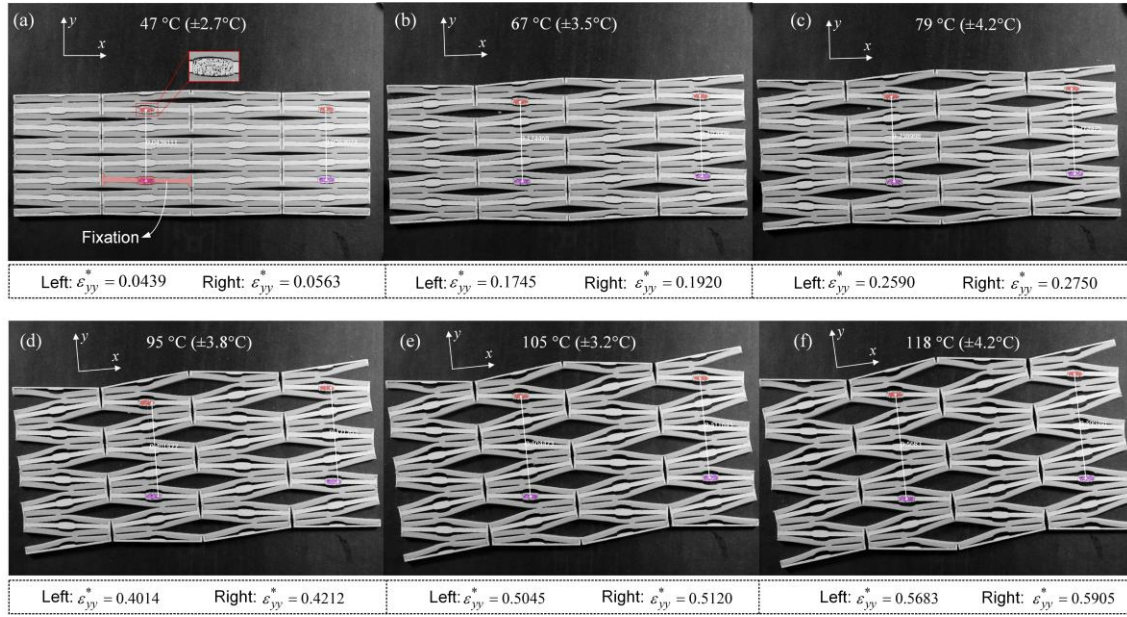 (a) 47 °C (±2.7°C)
y
x
Fixation
Left: ε*yy = 0.0439 Right: ε*yy = 0.0563
(b) 67 °C (±3.5°C)
y
x
Left: ε*yy = 0.1745 Right: ε*yy = 0.1920
(c) 79 °C (±4.2°C)
y
x
Left: ε*yy = 0.2590 Right: ε*yy = 0.2750
(d) 95 °C (±3.8°C)
y
x
Left: ε*yy = 0.4014 Right: ε*yy = 0.4212
(e) 105 °C (±3.2°C)
y
x
Left: ε*yy = 0.5045 Right: ε*yy = 0.5120
(f) 118 °C (±4.2°C)
y
x
Left: ε*yy = 0.5683 Right: ε*yy = 0.5905